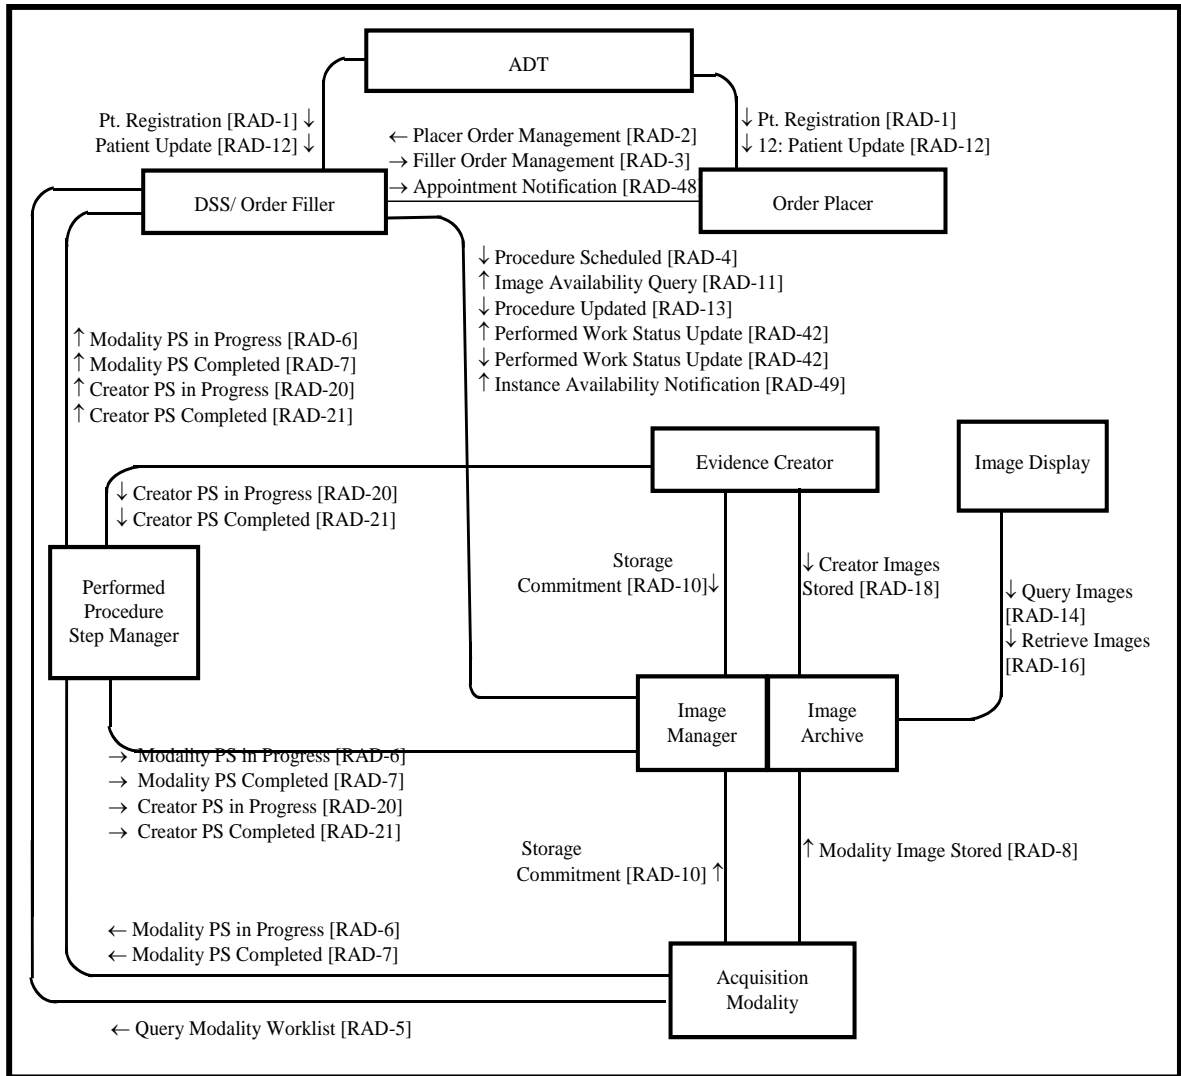 ADT
Pt. Registration [RAD-1] ↓
Patient Update [RAD-12] ↓
← Placer Order Management [RAD-2]
→ Filler Order Management [RAD-3]
→ Appointment Notification [RAD-48
↓ Pt. Registration [RAD-1]
↓ 12: Patient Update [RAD-12]
DSS/ Order Filler
Order Placer
↓ Procedure Scheduled [RAD-4]
↑ Image Availability Query [RAD-11]
↓ Procedure Updated [RAD-13]
↑ Performed Work Status Update [RAD-42]
↓ Performed Work Status Update [RAD-42]
↑ Instance Availability Notification [RAD-49]
↑ Modality PS in Progress [RAD-6]
↑ Modality PS Completed [RAD-7]
↑ Creator PS in Progress [RAD-20]
↑ Creator PS Completed [RAD-21]
Evidence Creator
Image Display
↓ Creator PS in Progress [RAD-20]
↓ Creator PS Completed [RAD-21]
Performed
Procedure
Step Manager
Storage
Commitment [RAD-10]↓
↓ Creator Images
Stored [RAD-18]
↓ Query Images
[RAD-14]
↓ Retrieve Images
[RAD-16]
Image
Manager
Image
Archive
→ Modality PS in Progress [RAD-6]
→ Modality PS Completed [RAD-7]
→ Creator PS in Progress [RAD-20]
→ Creator PS Completed [RAD-21]
Storage
Commitment [RAD-10] ↑
↑ Modality Image Stored [RAD-8]
← Modality PS in Progress [RAD-6]
← Modality PS Completed [RAD-7]
Acquisition
Modality
← Query Modality Worklist [RAD-5]